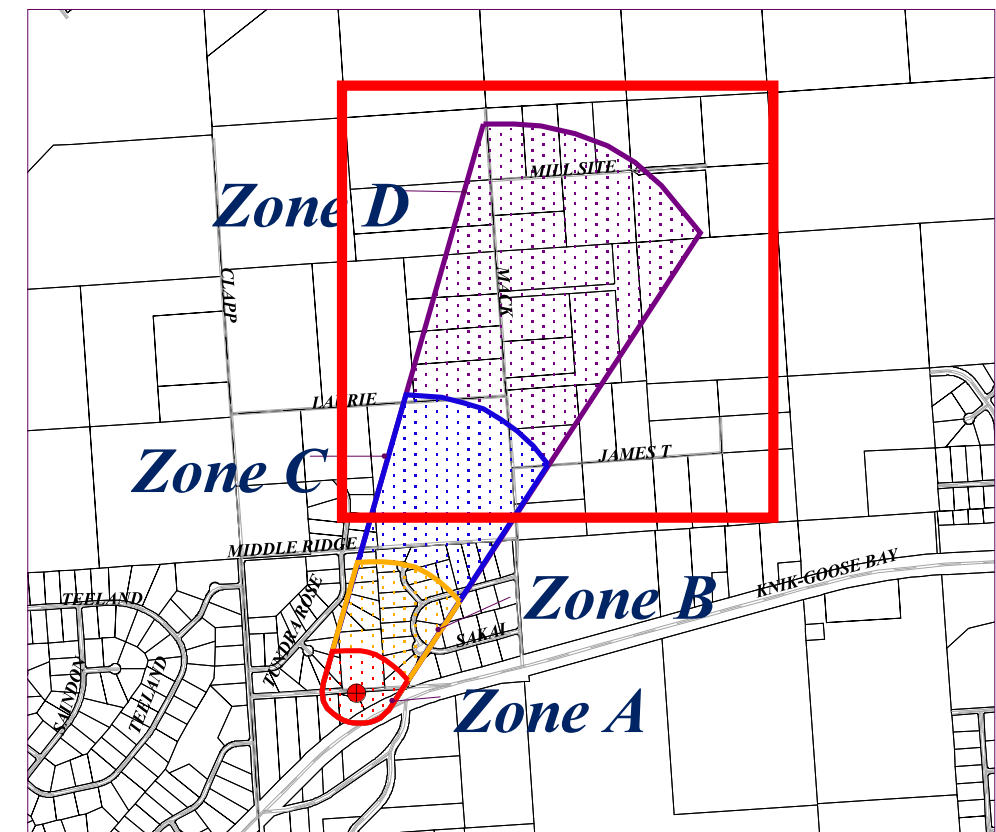 MILL SITE
Zone D
CLAPP
MACK
LAURIE
JAMES T
Zone C
MIDDLE RIDGE
KNIK-GOOSE BAY
TEELAND
TUNDRA ROSE
Zone B
SAKAI
SAINDON
TEELAND
Zone A